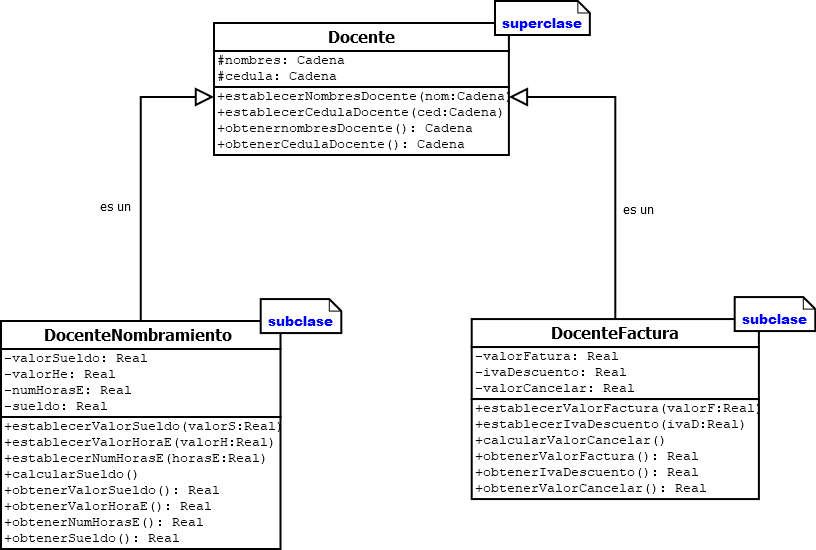 superclase
Docente
#nombres: Cadena
#cedula: Cadena
+establecerNombresDocente(nom:Cadena)
+establecerCedulaDocente(ced:Cadena)
+obtenernombresDocente(): Cadena
+obtenerCedulaDocente(): Cadena
es un
es un
subclase
DocenteNombramiento
-valorSueldo: Real
-valorHe: Real
-numHorasE: Real
-sueldo: Real
+establecerValorSueldo(valorS:Real)
+establecerValorHoraE(valorH:Real)
+establecerNumHorasE(horasE:Real)
+calcularSueldo()
+obtenerValorSueldo(): Real
+obtenerValorHoraE(): Real
+obtenerNumHorasE(): Real
+obtenerSueldo(): Real
subclase
DocenteFactura
-valorFatura: Real
-ivaDescuento: Real
-valorCancelar: Real
+establecerValorFactura(valorF:Real)
+establecerIvaDescuento(ivaD:Real)
+calcularValorCancelar()
+obtenerValorFactura(): Real
+obtenerIvaDescuento(): Real
+obtenerValorCancelar(): Real